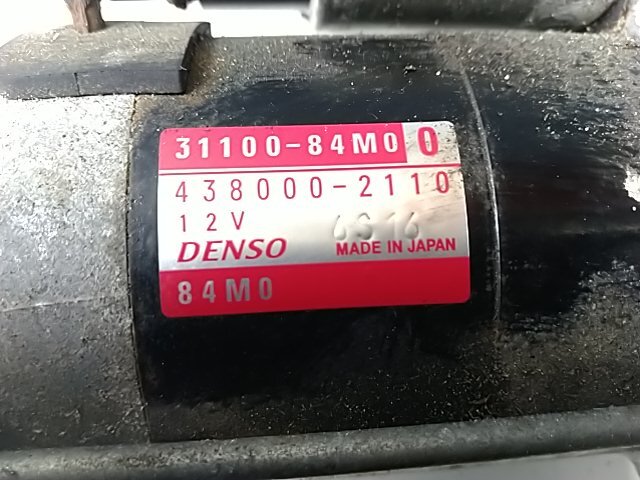 31100-84M0 0
438000-2110
12V 6S16
DENSO MADE IN JAPAN
84M0